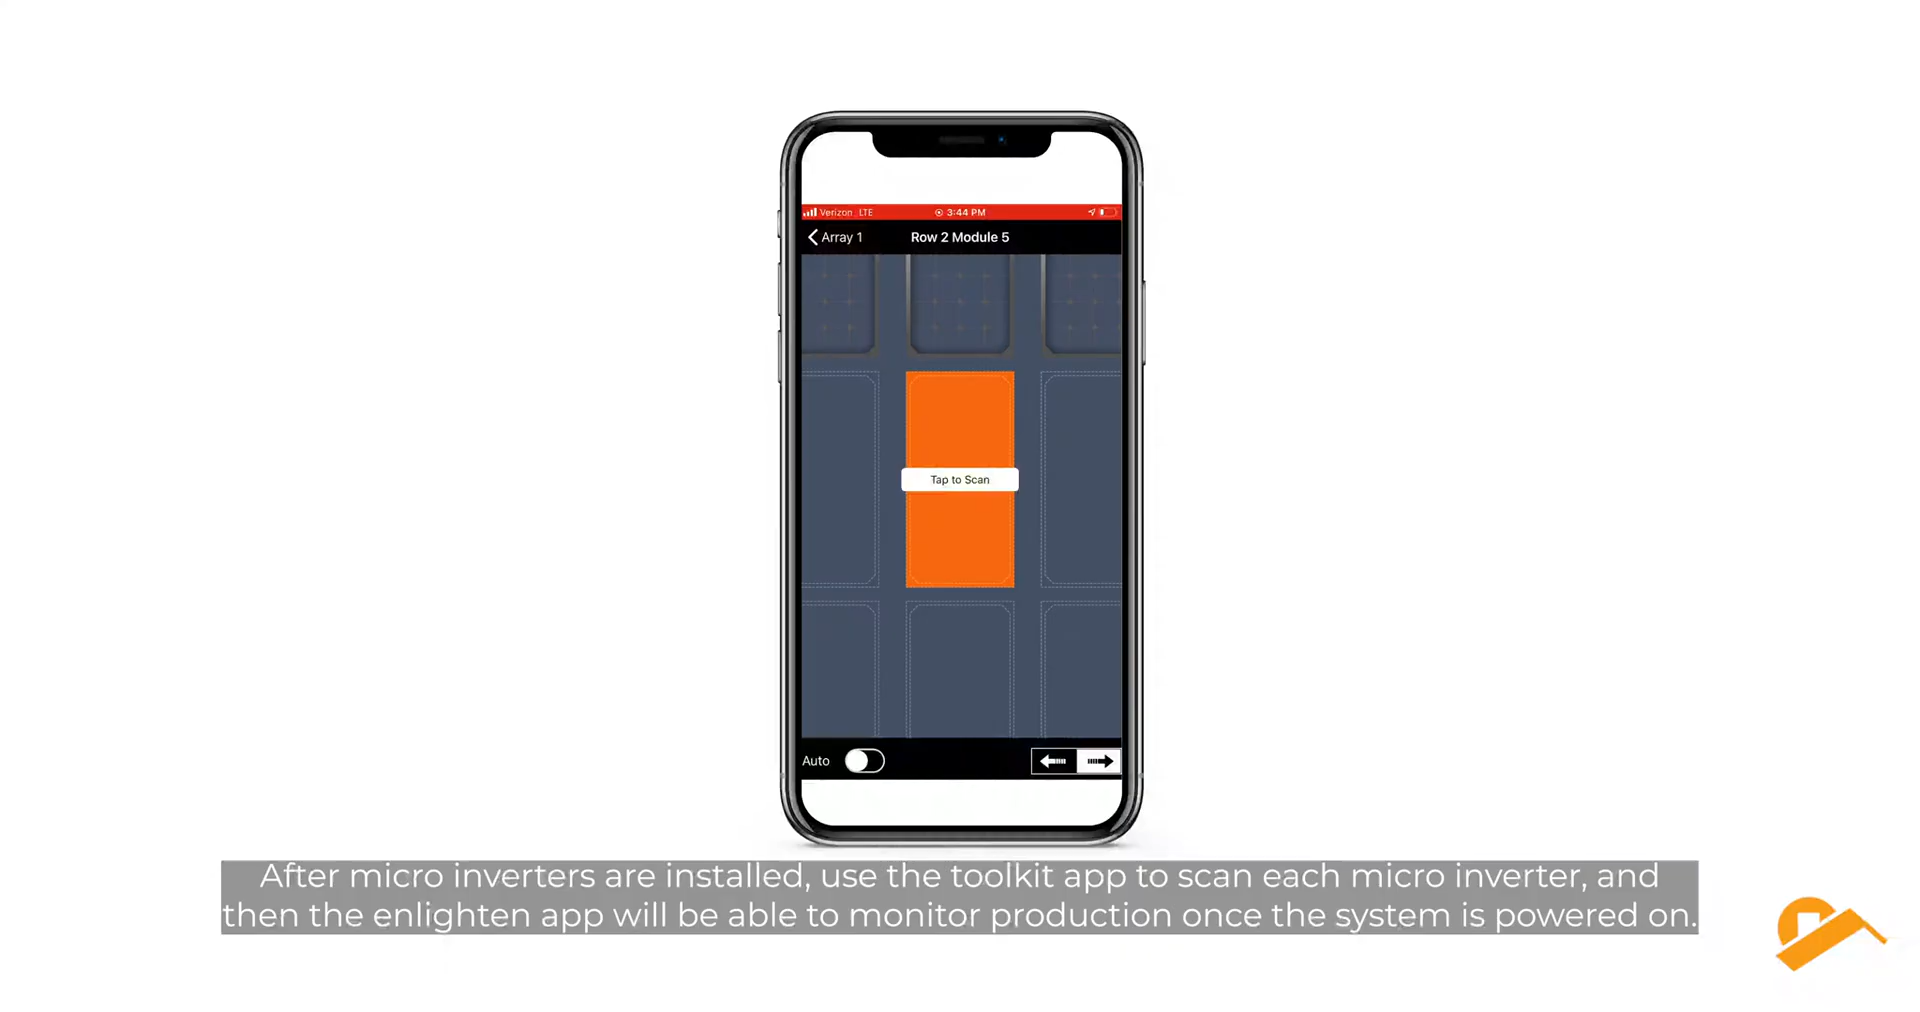 Verizon LTE
3:44 PM
Array 1
Row 2 Module 5
Tap to Scan
Auto
After micro inverters are installed, use the toolkit app to scan each micro inverter, and
then the enlighten app will be able to monitor production once the system is powered on.